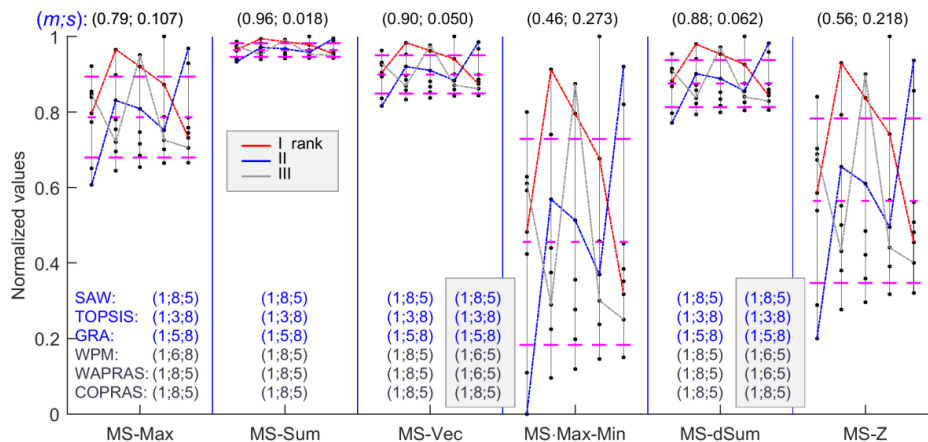 (m;s): (0.79; 0.107) (0.96; 0.018) (0.90; 0.050) (0.46; 0.273) (0.88; 0.062) (0.56; 0.218)
1
0.8
0.6
0.4
0.2
0
Normalized values
I rank
II
III
SAW: (1;8;5) (1;8;5) (1;8;5) (1;8;5) (1;8;5) (1;8;5)
TOPSIS: (1;3;8) (1;3;8) (1;3;8) (1;3;8) (1;3;8) (1;3;8)
GRA: (1;5;8) (1;5;8) (1;5;8) (1;5;8) (1;5;8) (1;5;8)
WPM: (1;6;8) (1;8;5) (1;8;5) (1;6;5) (1;8;5) (1;6;5)
WAPRAS: (1;8;5) (1;8;5) (1;8;5) (1;6;5) (1;8;5) (1;6;5)
COPRAS: (1;8;5) (1;8;5) (1;8;5) (1;8;5) (1;8;5) (1;8;5)
MS-Max MS-Sum MS-Vec MS-Max-Min MS-dSum MS-Z